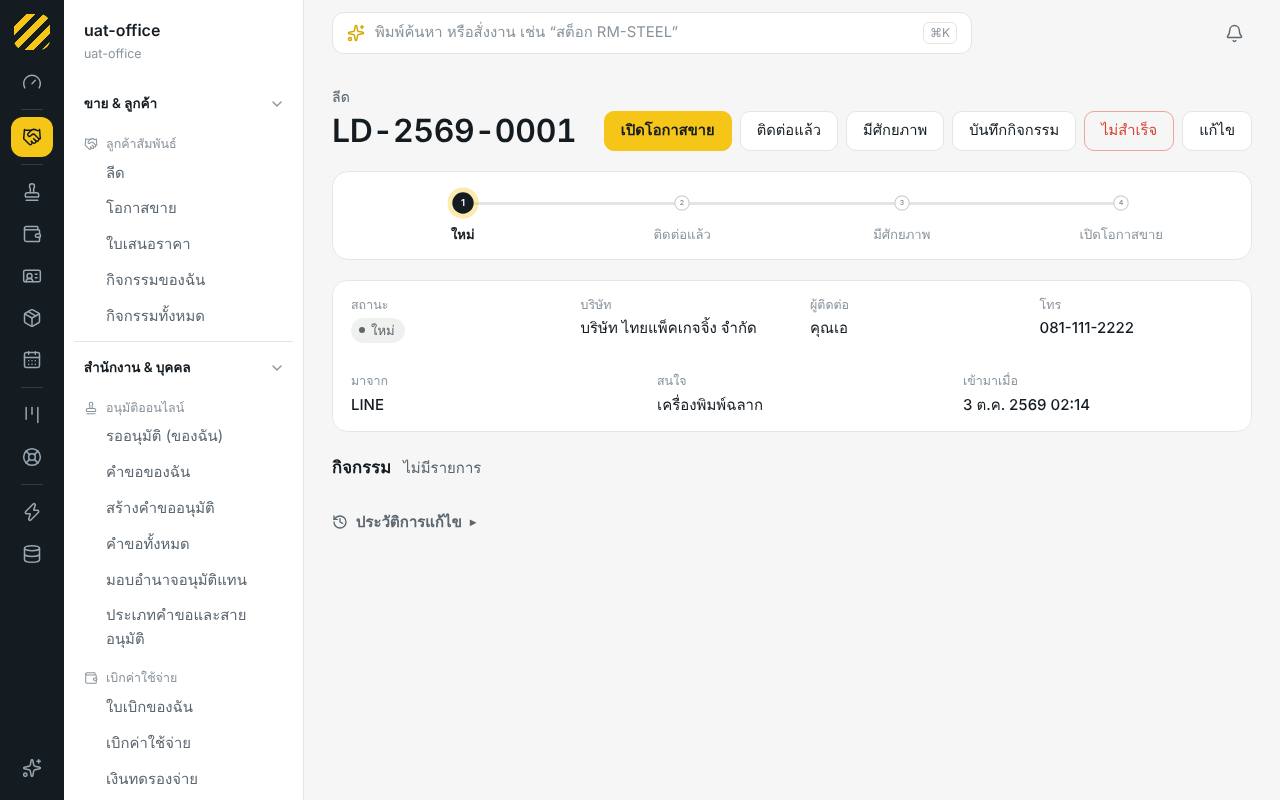 uat-office
uat-office
ขาย & ลูกค้า
ลูกค้าสัมพันธ์
ลีด
โอกาสขาย
ใบเสนอราคา
กิจกรรมของฉัน
กิจกรรมทั้งหมด
สำนักงาน & บุคคล
อนุมัติออนไลน์
รออนุมัติ (ของฉัน)
คำขอของฉัน
สร้างคำขออนุมัติ
คำขอทั้งหมด
มอบอำนาจอนุมัติแทน
ประเภทคำขอและสาย
อนุมัติ
เบิกค่าใช้จ่าย
ใบเบิกของฉัน
เบิกค่าใช้จ่าย
เงินทดรองจ่าย
พิมพ์ค้นหา หรือสั่งงาน เช่น “สต็อก RM-STEEL” ⌘K
ลีด
LD-2569-0001 เปิดโอกาสขาย ติดต่อแล้ว มีศักยภาพ บันทึกกิจกรรม ไม่สำเร็จ แก้ไข
1 2 3 4
ใหม่ ติดต่อแล้ว มีศักยภาพ เปิดโอกาสขาย
สถานะ บริษัท ผู้ติดต่อ โทร
ใหม่ บริษัท ไทยแพ็คเกจจิ้ง จำกัด คุณเอ 081-111-2222
มาจาก สนใจ เข้ามาเมื่อ
LINE เครื่องพิมพ์ฉลาก 3 ต.ค. 2569 02:14
กิจกรรม ไม่มีรายการ
ประวัติการแก้ไข ▸